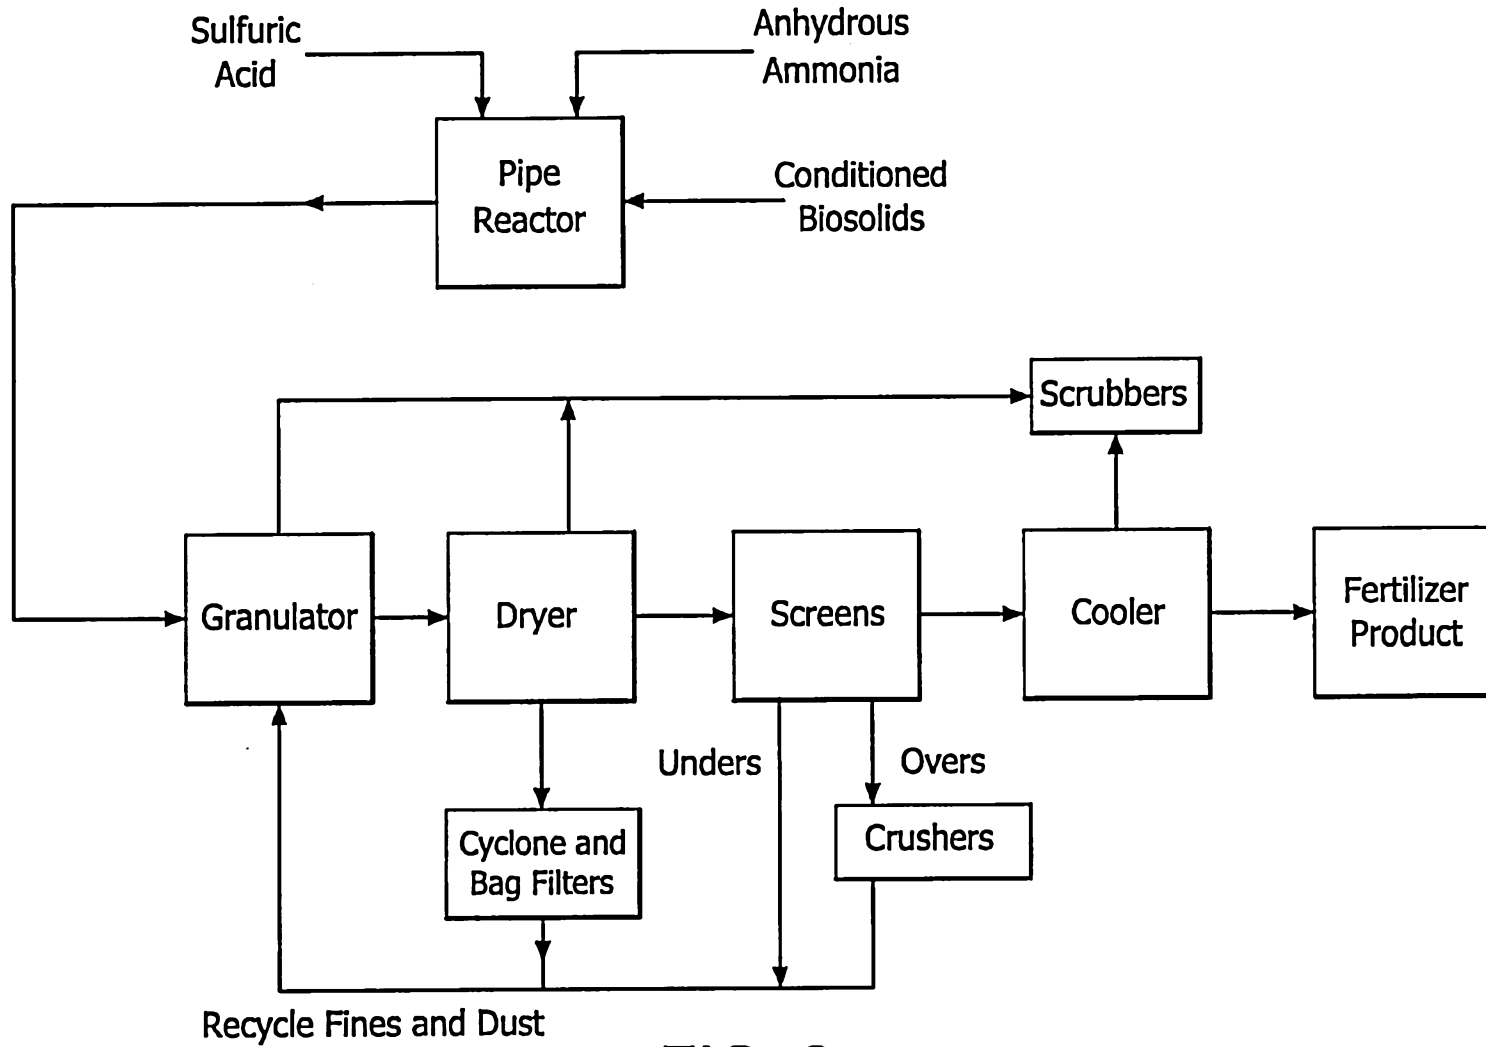 Sulfuric
Acid
Anhydrous
Ammonia
Pipe
Reactor
Conditioned
Biosolids
Scrubbers
Granulator
Dryer
Screens
Cooler
Fertilizer
Product
Unders
Overs
Cyclone and
Bag Filters
Crushers
Recycle Fines and Dust